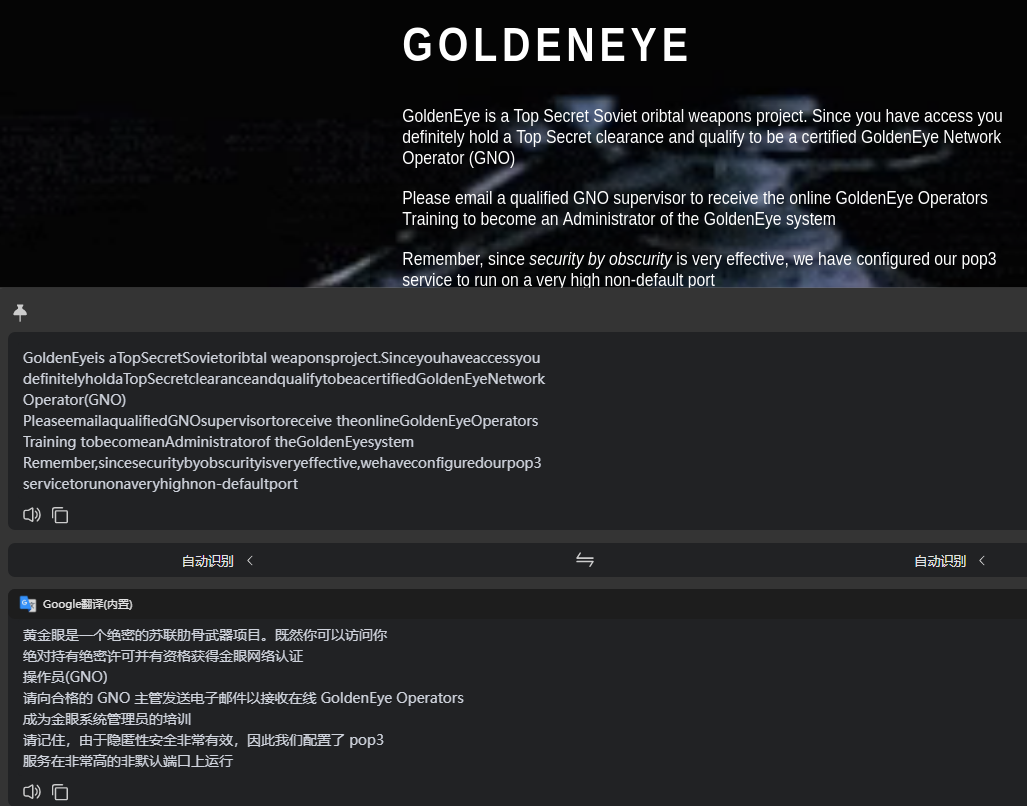 GOLDENEYE
GoldenEye is a Top Secret Soviet oribtal weapons project. Since you have access you
definitely hold a Top Secret clearance and qualify to be a certified GoldenEye Network
Operator (GNO)
Please email a qualified GNO supervisor to receive the online GoldenEye Operators
Training to become an Administrator of the GoldenEye system
Remember, since security by obscurity is very effective, we have configured our pop3
service to run on a very high non-default port
GoldenEyeis aTopSecretSovietoribtal weaponsproject.Sinceyouhaveaccessyou
definitelyholdaTopSecretclearanceandqualifytobeacertifiedGoldenEyeNetwork
Operator(GNO)
PleaseemailaqualifiedGNOsupervisortoreceive theonlineGoldenEyeOperators
Training tobecomeanAdministratorof theGoldenEyesystem
Remember,sincesecuritybyobscurityisveryeffective,wehaveconfiguredourpop3
servicetorunonaveryhighnon-defaultport
自动识别 自动识别
Google翻译(内置)
黄金眼是一个绝密的苏联肋骨武器项目。既然你可以访问你
绝对持有绝密许可并有资格获得金眼网络认证
操作员(GNO)
请向合格的 GNO 主管发送电子邮件以接收在线 GoldenEye Operators
成为金眼系统管理员的培训
请记住，由于隐匿性安全非常有效，因此我们配置了 pop3
服务在非常高的非默认端口上运行